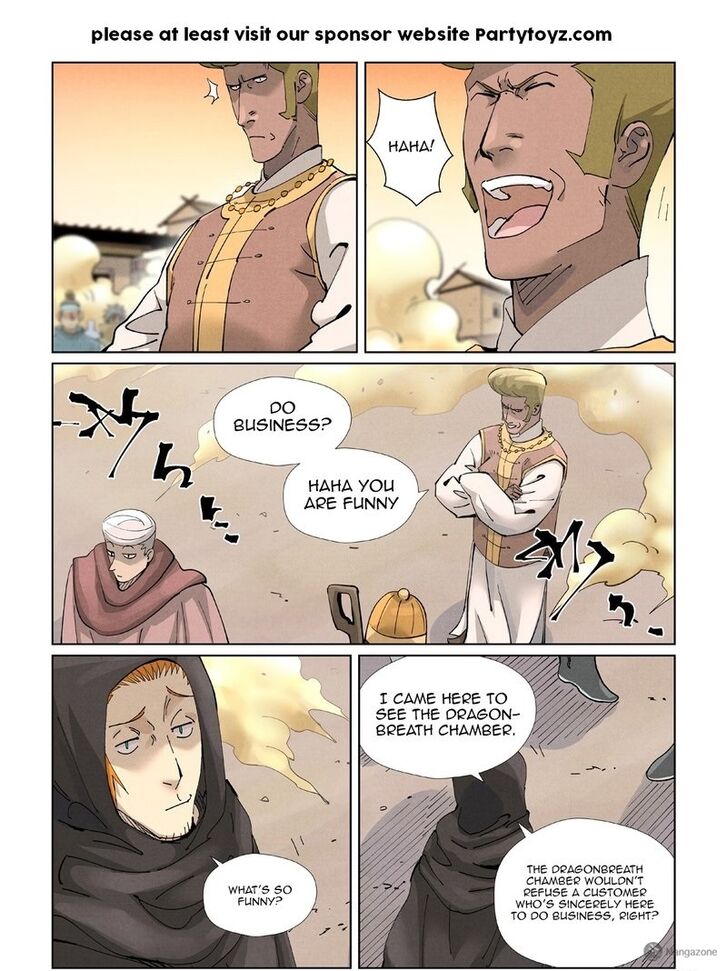 please at least visit our sponsor website Partytoyz.com
HAHA!
DO
BUSINESS?
HAHA YOU
ARE FUNNY
WHAT'S SO
FUNNY?
I CAME HERE TO
SEE THE DRAGON-
BREATH CHAMBER.
THE DRAGONBREATH
CHAMBER WOULDN'T
REFUSE A CUSTOMER
WHO'S SINCERELY HERE
TO DO BUSINESS, RIGHT?
Mangazone